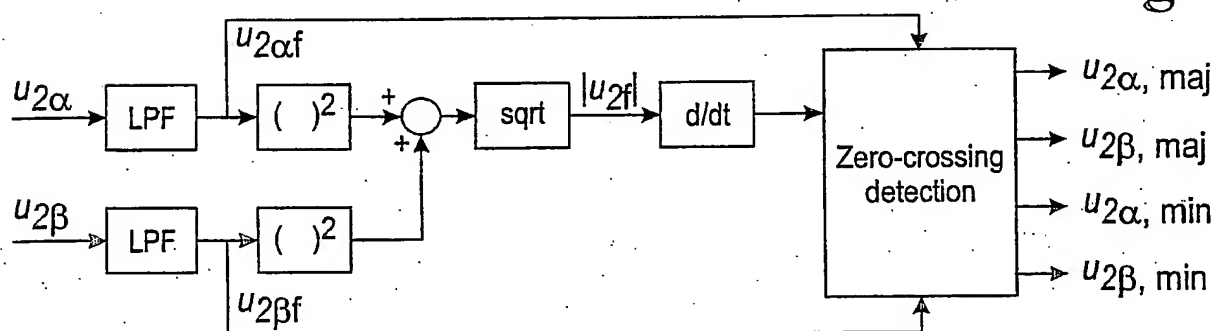 g
u2αf
u2α
LPF
( )²
+
+
sqrt
|u2f|
d/dt
Zero-crossing
detection
u2α, maj
u2β, maj
u2α, min
u2β, min
u2β
LPF
( )²
u2βf